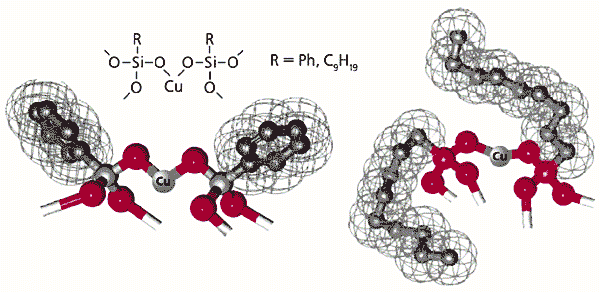 R R
O Si O O Si O
R = Ph, C₉H₁₉
O Cu O
Cu
Cu